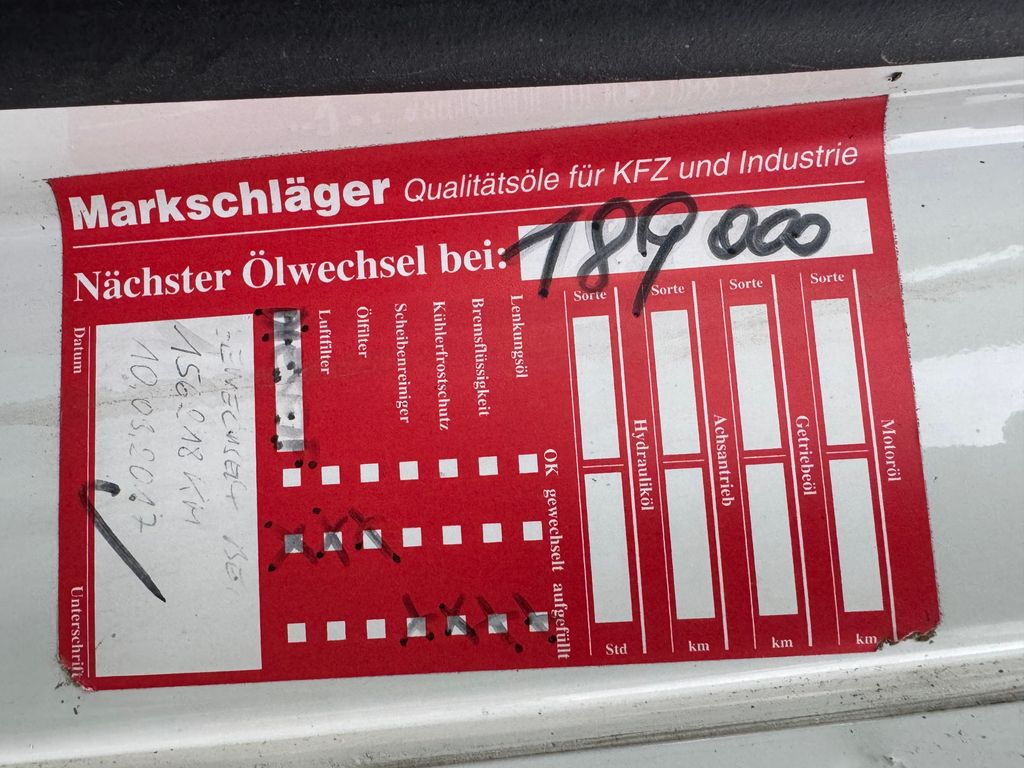 Markschläger Qualitätsöle für KFZ und Industrie
Nächster Ölwechsel bei: 189 000
Datum
Unterschrift
156.018 KM
10.03.2017
Luftfilter
Ölfilter
Scheibenreiniger
Kühlerfrostschutz
Bremsflüssigkeit
Lenkungsöl
OK gewechselt aufgefüllt
Sorte
Hydrauliköl
Std
Sorte
Achsantrieb
km
Sorte
Getriebeöl
km
Sorte
Motoröl
km